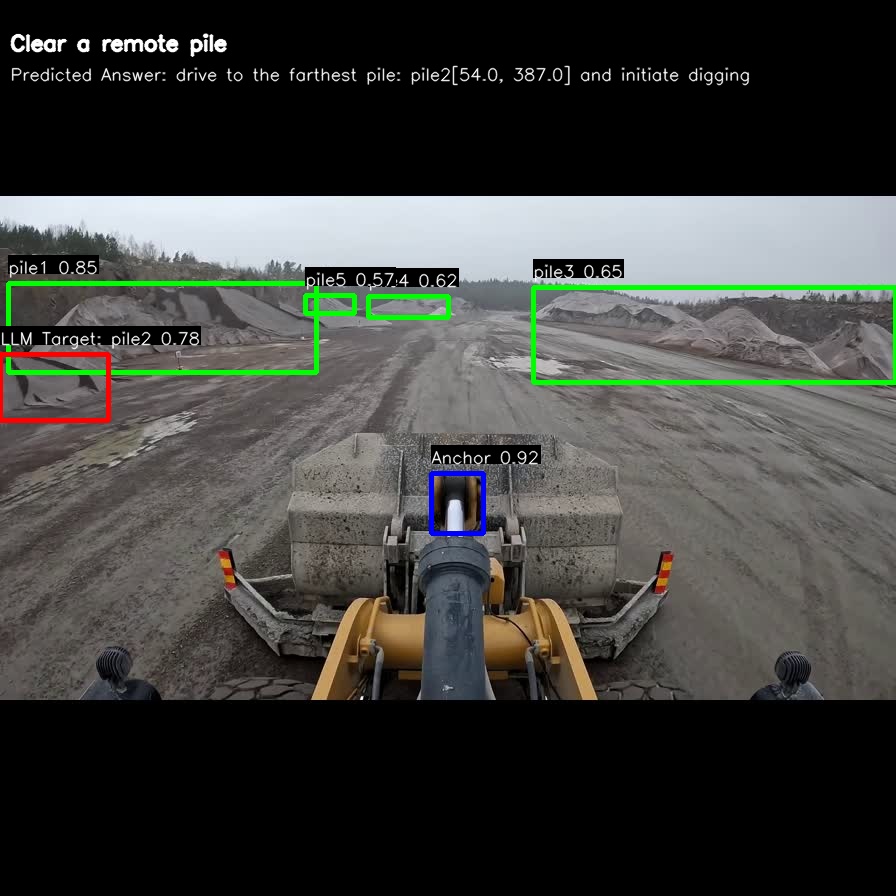 Clear a remote pile
Predicted Answer: drive to the farthest pile: pile2[54.0, 387.0] and initiate digging
pile1 0.85
pile5 0.57
4 0.62
pile3 0.65
LLM Target: pile2 0.78
Anchor 0.92